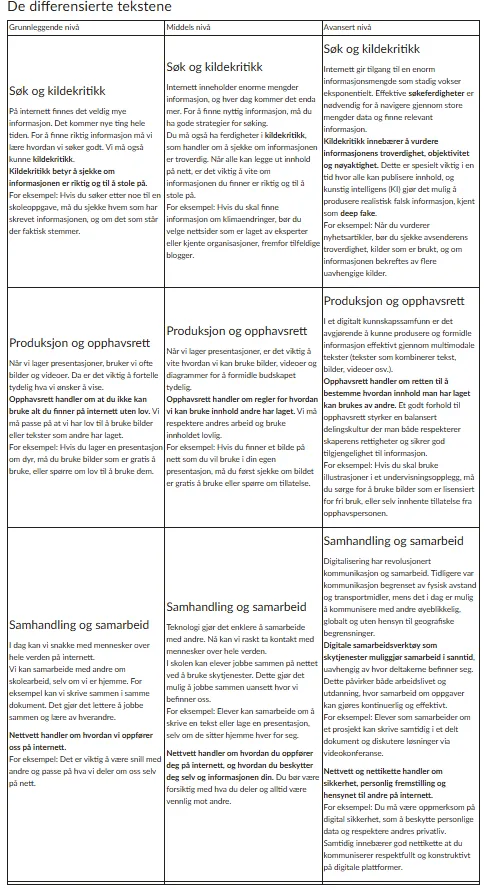 De differensierte tekstene
Grunnleggende nivå
Søk og kildekritikk
På internett finnes det veldig mye
informasjon. Det kommer nye ting hele
tiden. For å finne riktig informasjon må vi
lære hvordan vi søker godt. Vi må også
kunne kildekritikk.
Kildekritikk betyr å sjekke om
informasjonen er riktig og til å stole på.
For eksempel: Hvis du søker etter noe til en
skoleoppgave, må du sjekke hvem som har
skrevet informasjonen, og om det som står
der faktisk stemmer.
Middels nivå
Søk og kildekritikk
Internett inneholder enorme mengder
informasjon, og hver dag kommer det enda
mer. For å finne nyttig informasjon, må du
ha gode strategier for søking.
Du må også ha ferdigheter i kildekritikk,
som handler om å sjekke om informasjonen
er troverdig. Når alle kan legge ut innhold
på nett, er det viktig å vite om
informasjonen du finner er riktig og til å
stole på.
For eksempel: Hvis du skal finne
informasjon om klimaendringer, bør du
velge nettsider som er laget av eksperter
eller kjente organisasjoner, fremfor tilfeldige
blogger.
Avansert nivå
Søk og kildekritikk
Internett gir tilgang til en enorm
informasjonsmengde som stadig vokser
eksponentielt. Effektive søkeferdigheter er
nødvendig for å navigere gjennom store
mengder data og finne relevant
informasjon.
Kildekritikk innebærer å vurdere
informasjonens troverdighet, objektivitet
og nøyaktighet. Dette er spesielt viktig i en
tid hvor alle kan publisere innhold, og
kunstig intelligens (KI) gjør det mulig å
produsere realistisk falsk informasjon, kjent
som deep fake.
For eksempel: Når du vurderer
nyhetsartikler, bør du sjekke avsenderens
troverdighet, kilder som er brukt, og om
informasjonen bekreftes av flere
uavhengige kilder.
Produksjon og opphavsrett
Når vi lager presentasjoner, bruker vi ofte
bilder og videoer. Da er det viktig å fortelle
tydelig hva vi ønsker å vise.
Opphavsrett handler om at du ikke kan
bruke alt du finner på internett uten lov. Vi
må passe på at vi har lov til å bruke bilder
eller tekster som andre har laget.
For eksempel: Hvis du lager en presentasjon
om dyr, må du bruke bilder som er gratis å
bruke, eller spørre om lov til å bruke dem.
Produksjon og opphavsrett
Når vi lager presentasjoner, er det viktig å
vite hvordan vi kan bruke bilder, videoer og
diagrammer for å formidle budskapet
tydelig.
Opphavsrett handler om regler for hvordan
vi kan bruke innhold andre har laget. Vi må
respektere andres arbeid og bruke
innholdet lovlig.
For eksempel: Hvis du finner et bilde på
nett som du vil bruke i din egen
presentasjon, må du først sjekke om bildet
er gratis å bruke eller spørre om tillatelse.
Produksjon og opphavsrett
I et digitalt kunnskapssamfunn er det
avgjørende å kunne produsere og formidle
informasjon effektivt gjennom multimodale
tekster (tekster som kombinerer tekst,
bilder, videoer osv.).
Opphavsrett handler om retten til å
bestemme hvordan innhold man har laget
kan brukes av andre. Et godt forhold til
opphavsrett styrker en balansert
delingskultur der man både respekterer
skaperens rettigheter og sikrer god
tilgjengelighet til informasjon.
For eksempel: Hvis du skal bruke
illustrasjoner i et undervisningsopplegg, må
du sørge for å bruke bilder som er lisensiert
for fri bruk, eller selv innhente tillatelse fra
opphavspersonen.
Samhandling og samarbeid
I dag kan vi snakke med mennesker over
hele verden på internett.
Vi kan samarbeide med andre om
skolearbeid, selv om vi er hjemme. For
eksempel kan vi skrive sammen i samme
dokument. Det gjør det lettere å jobbe
sammen og lære av hverandre.
Nettvett handler om hvordan vi oppfører
oss på internett.
For eksempel: Det er viktig å være snill med
andre og passe på hva vi deler om oss selv
på nett.
Samhandling og samarbeid
Teknologi gjør det enklere å samarbeide
med andre. Nå kan vi raskt ta kontakt med
mennesker over hele verden.
I skolen kan elever jobbe sammen på nettet
ved å bruke skytjenester. Dette gjør det
mulig å jobbe sammen uansett hvor vi
befinner oss.
For eksempel: Elever kan samarbeide om å
skrive en tekst eller lage en presentasjon,
selv om de sitter hjemme hver for seg.
Nettvett handler om hvordan du oppfører
deg på internett, og hvordan du beskytter
deg selv og informasjonen din. Du bør være
forsiktig med hva du deler og alltid være
vennlig mot andre.
Samhandling og samarbeid
Digitalisering har revolusjonert
kommunikasjon og samarbeid. Tidligere var
kommunikasjon begrenset av fysisk avstand
og transportmidler, mens det i dag er mulig
å kommunisere med andre øyeblikkelig,
globalt og uten hensyn til geografiske
begrensninger.
Digitale samarbeidsverktøy som
skytjenester muliggjør samarbeid i sanntid,
uavhengig av hvor deltakerne befinner seg.
Dette påvirker både arbeidslivet og
utdanning, hvor samarbeid om oppgaver
kan gjøres kontinuerlig og effektivt.
For eksempel: Elever som samarbeider om
et prosjekt kan skrive samtidig i et delt
dokument og diskutere løsninger via
videokonferanse.
Nettvett og nettikette handler om
sikkerhet, personlig fremstilling og
hensynet til andre på internett.
For eksempel: Du må være oppmerksom på
digital sikkerhet, som å beskytte personlige
data og respektere andres privatliv.
Samtidig innebærer god nettikette at du
kommuniserer respektfullt og konstruktivt
på digitale plattformer.